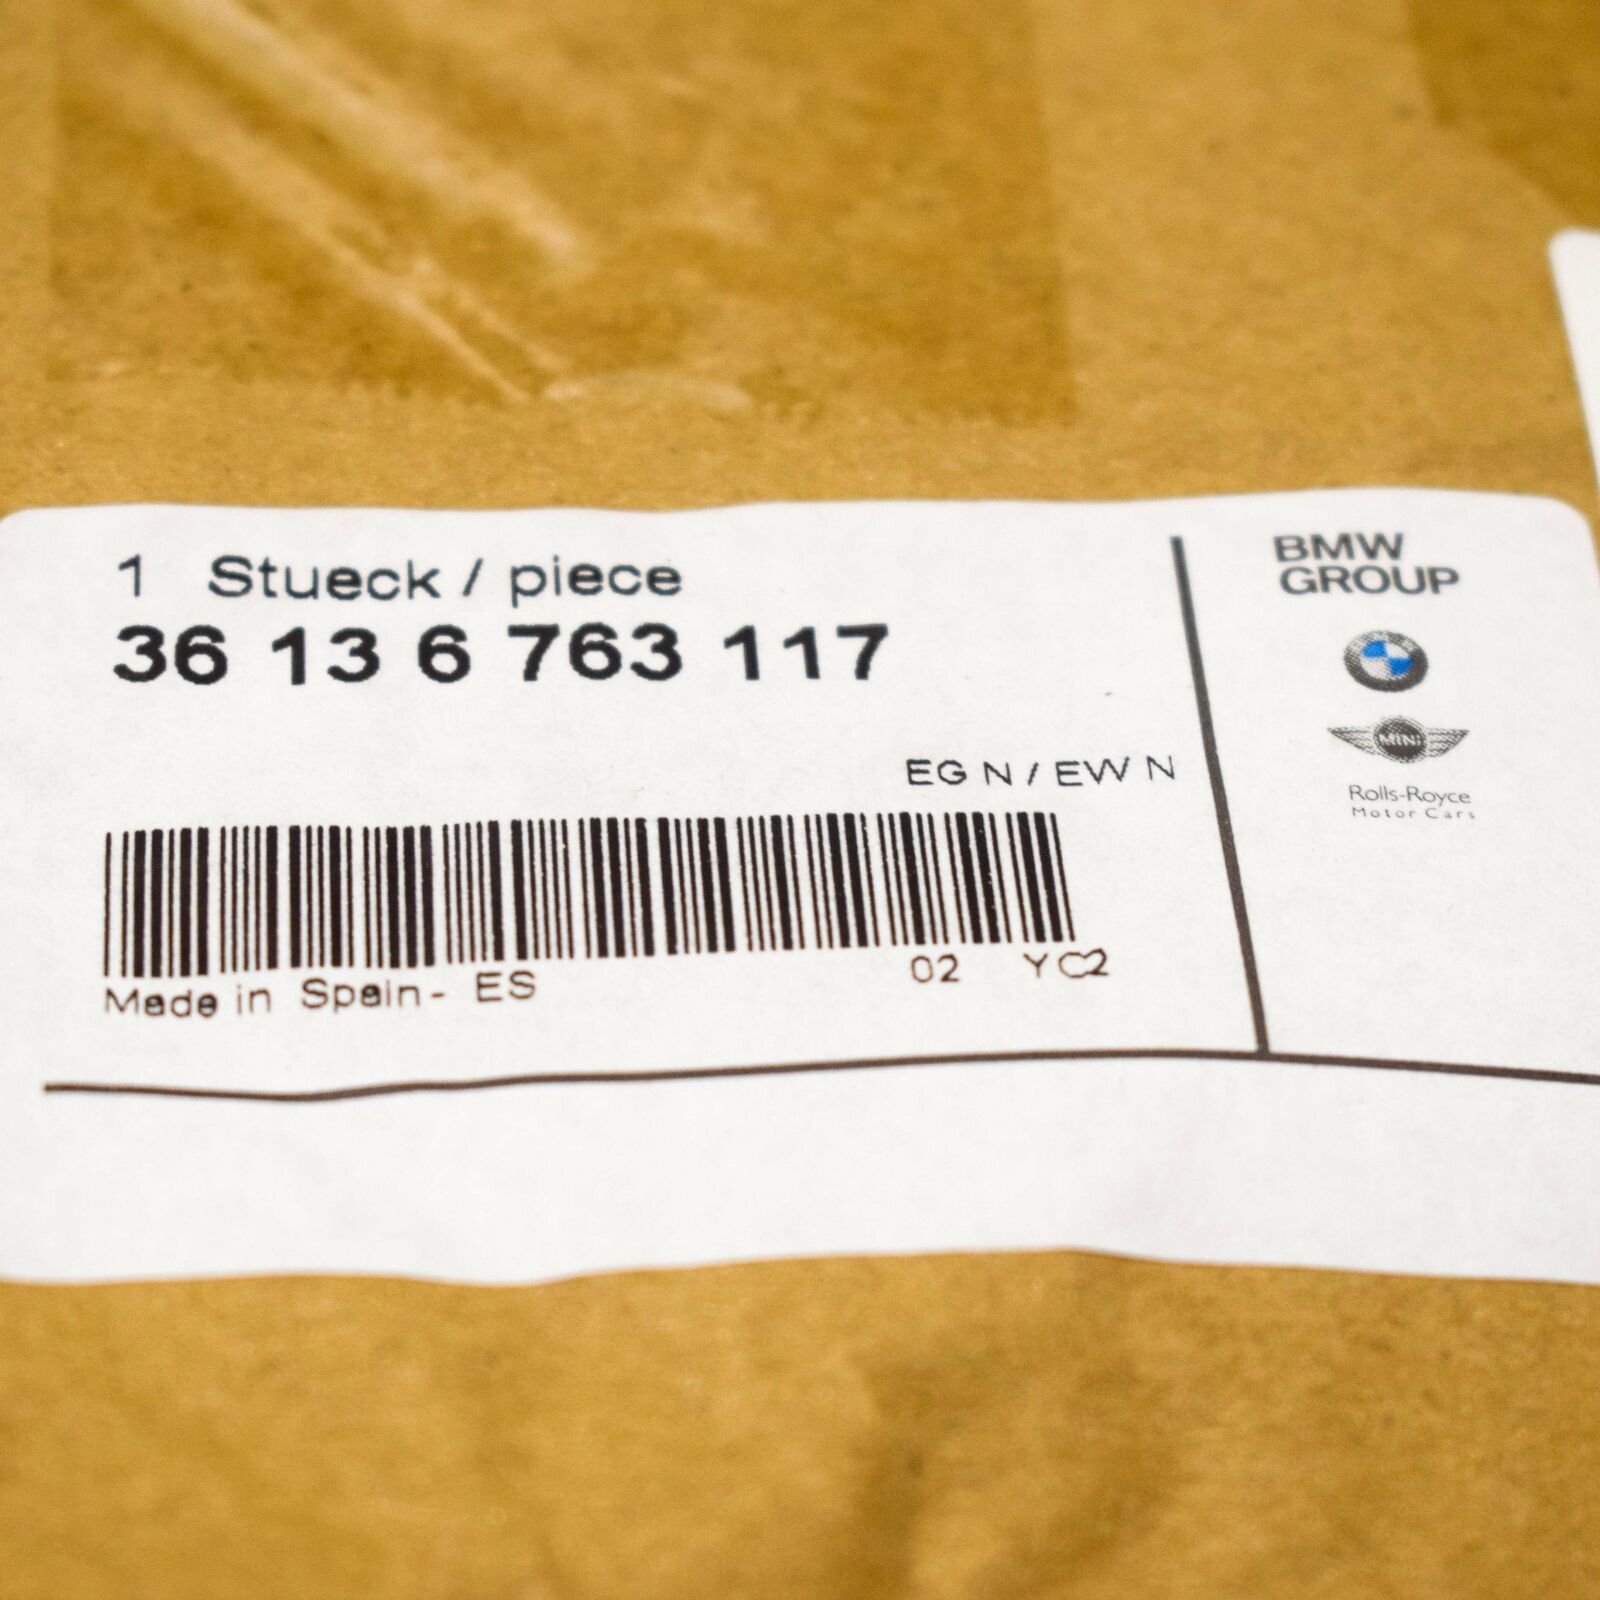 1 Stueck / piece
36 13 6 763 117
EG N / EW N
Made in Spain - ES
02 YC2
BMW
GROUP
MINI
Rolls-Royce
Motor Cars